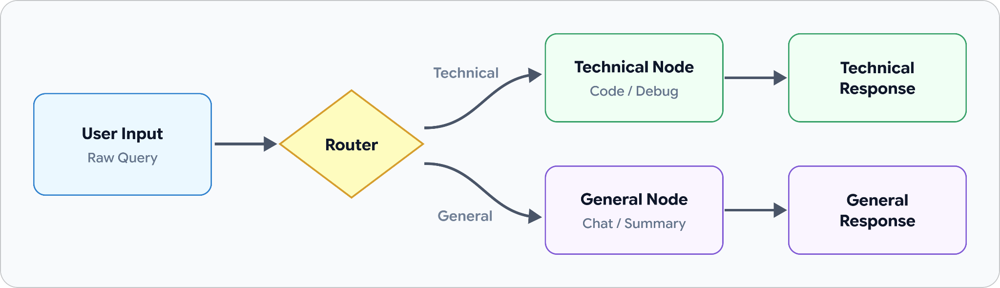 User Input
Raw Query
Router
Technical
General
Technical Node
Code / Debug
Technical
Response
General Node
Chat / Summary
General
Response